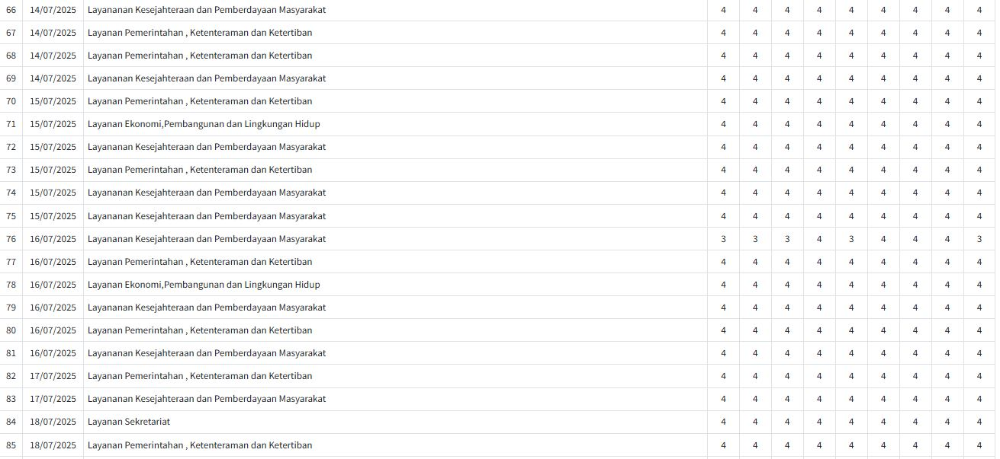 66 14/07/2025 Layananan Kesejahteraan dan Pemberdayaan Masyarakat 4 4 4 4 4 4 4 4 4
67 14/07/2025 Layanan Pemerintahan , Ketenteraman dan Ketertiban 4 4 4 4 4 4 4 4 4
68 14/07/2025 Layanan Pemerintahan , Ketenteraman dan Ketertiban 4 4 4 4 4 4 4 4 4
69 14/07/2025 Layananan Kesejahteraan dan Pemberdayaan Masyarakat 4 4 4 4 4 4 4 4 4
70 15/07/2025 Layanan Pemerintahan , Ketenteraman dan Ketertiban 4 4 4 4 4 4 4 4 4
71 15/07/2025 Layanan Ekonomi,Pembangunan dan Lingkungan Hidup 4 4 4 4 4 4 4 4 4
72 15/07/2025 Layananan Kesejahteraan dan Pemberdayaan Masyarakat 4 4 4 4 4 4 4 4 4
73 15/07/2025 Layanan Pemerintahan , Ketenteraman dan Ketertiban 4 4 4 4 4 4 4 4 4
74 15/07/2025 Layananan Kesejahteraan dan Pemberdayaan Masyarakat 4 4 4 4 4 4 4 4 4
75 15/07/2025 Layananan Kesejahteraan dan Pemberdayaan Masyarakat 4 4 4 4 4 4 4 4 4
76 16/07/2025 Layananan Kesejahteraan dan Pemberdayaan Masyarakat 3 3 3 4 3 4 4 4 3
77 16/07/2025 Layanan Pemerintahan , Ketenteraman dan Ketertiban 4 4 4 4 4 4 4 4 4
78 16/07/2025 Layanan Ekonomi,Pembangunan dan Lingkungan Hidup 4 4 4 4 4 4 4 4 4
79 16/07/2025 Layananan Kesejahteraan dan Pemberdayaan Masyarakat 4 4 4 4 4 4 4 4 4
80 16/07/2025 Layanan Pemerintahan , Ketenteraman dan Ketertiban 4 4 4 4 4 4 4 4 4
81 16/07/2025 Layananan Kesejahteraan dan Pemberdayaan Masyarakat 4 4 4 4 4 4 4 4 4
82 17/07/2025 Layanan Pemerintahan , Ketenteraman dan Ketertiban 4 4 4 4 4 4 4 4 4
83 17/07/2025 Layananan Kesejahteraan dan Pemberdayaan Masyarakat 4 4 4 4 4 4 4 4 4
84 18/07/2025 Layanan Sekretariat 4 4 4 4 4 4 4 4 4
85 18/07/2025 Layanan Pemerintahan , Ketenteraman dan Ketertiban 4 4 4 4 4 4 4 4 4